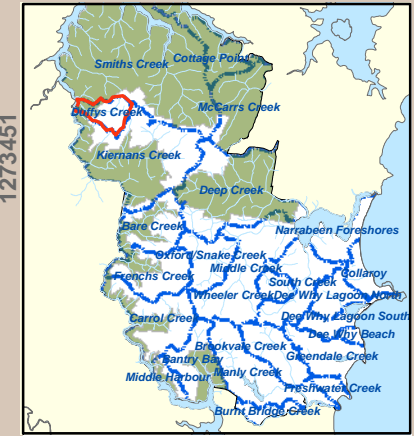 1273451
Cottage Point
Smiths Creek
McCarrs Creek
Duffys Creek
Kiernans Creek
Deep Creek
Bare Creek
Narrabeen Foreshores
Oxford/Snake Creek
Middle Creek
Collaroy
Frenchs Creek
South Creek
Wheeler Creek
Dee Why Lagoon North
Carrol Creek
Dee Why Lagoon South
Dee Why Beach
Brookvale Creek
Greendale Creek
Bantry Bay
Manly Creek
Middle Harbour
Freshwater Creek
Burnt Bridge Creek